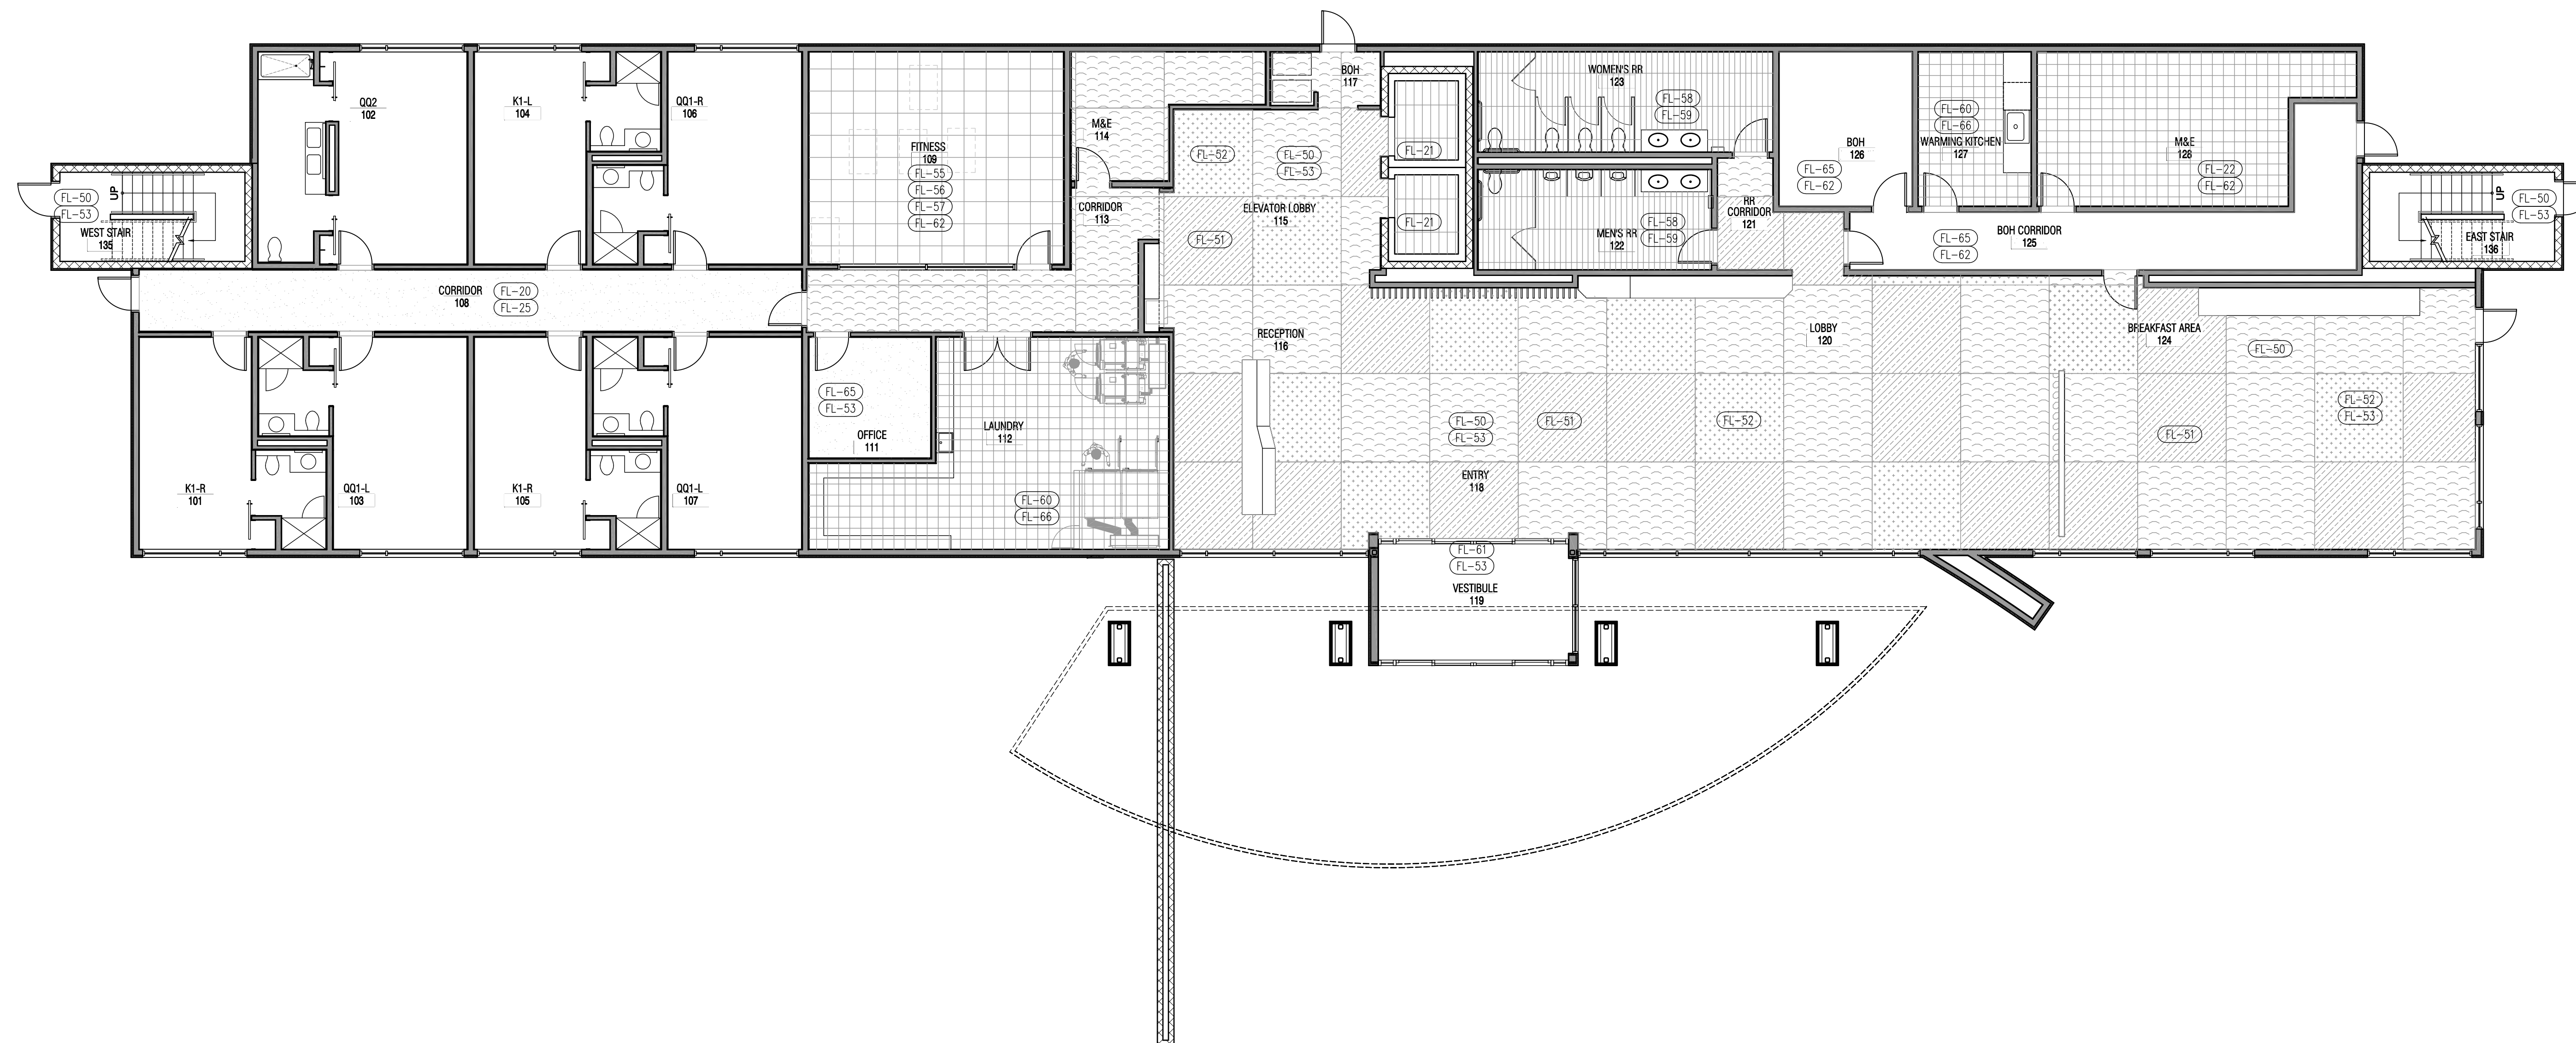 BOH
117
WOMEN'S RR
123
FL-58
FL-59
QQ2
102
K1-L
104
QQ1-R
106
FITNESS
109
FL-55
FL-56
FL-57
FL-62
M&E
114
FL-52
FL-50
FL-53
FL-21
BOH
126
FL-65
FL-62
FL-60
FL-66
WARMING KITCHEN
127
M&E
128
FL-22
FL-62
FL-50
FL-53
UP
WEST STAIR
135
CORRIDOR
113
ELEVATOR LOBBY
115
FL-51
FL-21
MEN'S RR
122
FL-58
FL-59
RR
CORRIDOR
121
FL-65
FL-62
BOH CORRIDOR
125
UP
FL-50
FL-53
EAST STAIR
136
CORRIDOR
108
FL-20
FL-25
RECEPTION
116
LOBBY
120
BREAKFAST AREA
124
FL-50
FL-65
FL-53
OFFICE
111
LAUNDRY
112
FL-50
FL-53
FL-51
FL-52
FL-51
FL-52
FL-53
K1-R
101
QQ1-L
103
K1-R
105
QQ1-L
107
FL-60
FL-66
ENTRY
118
FL-61
FL-53
VESTIBULE
119